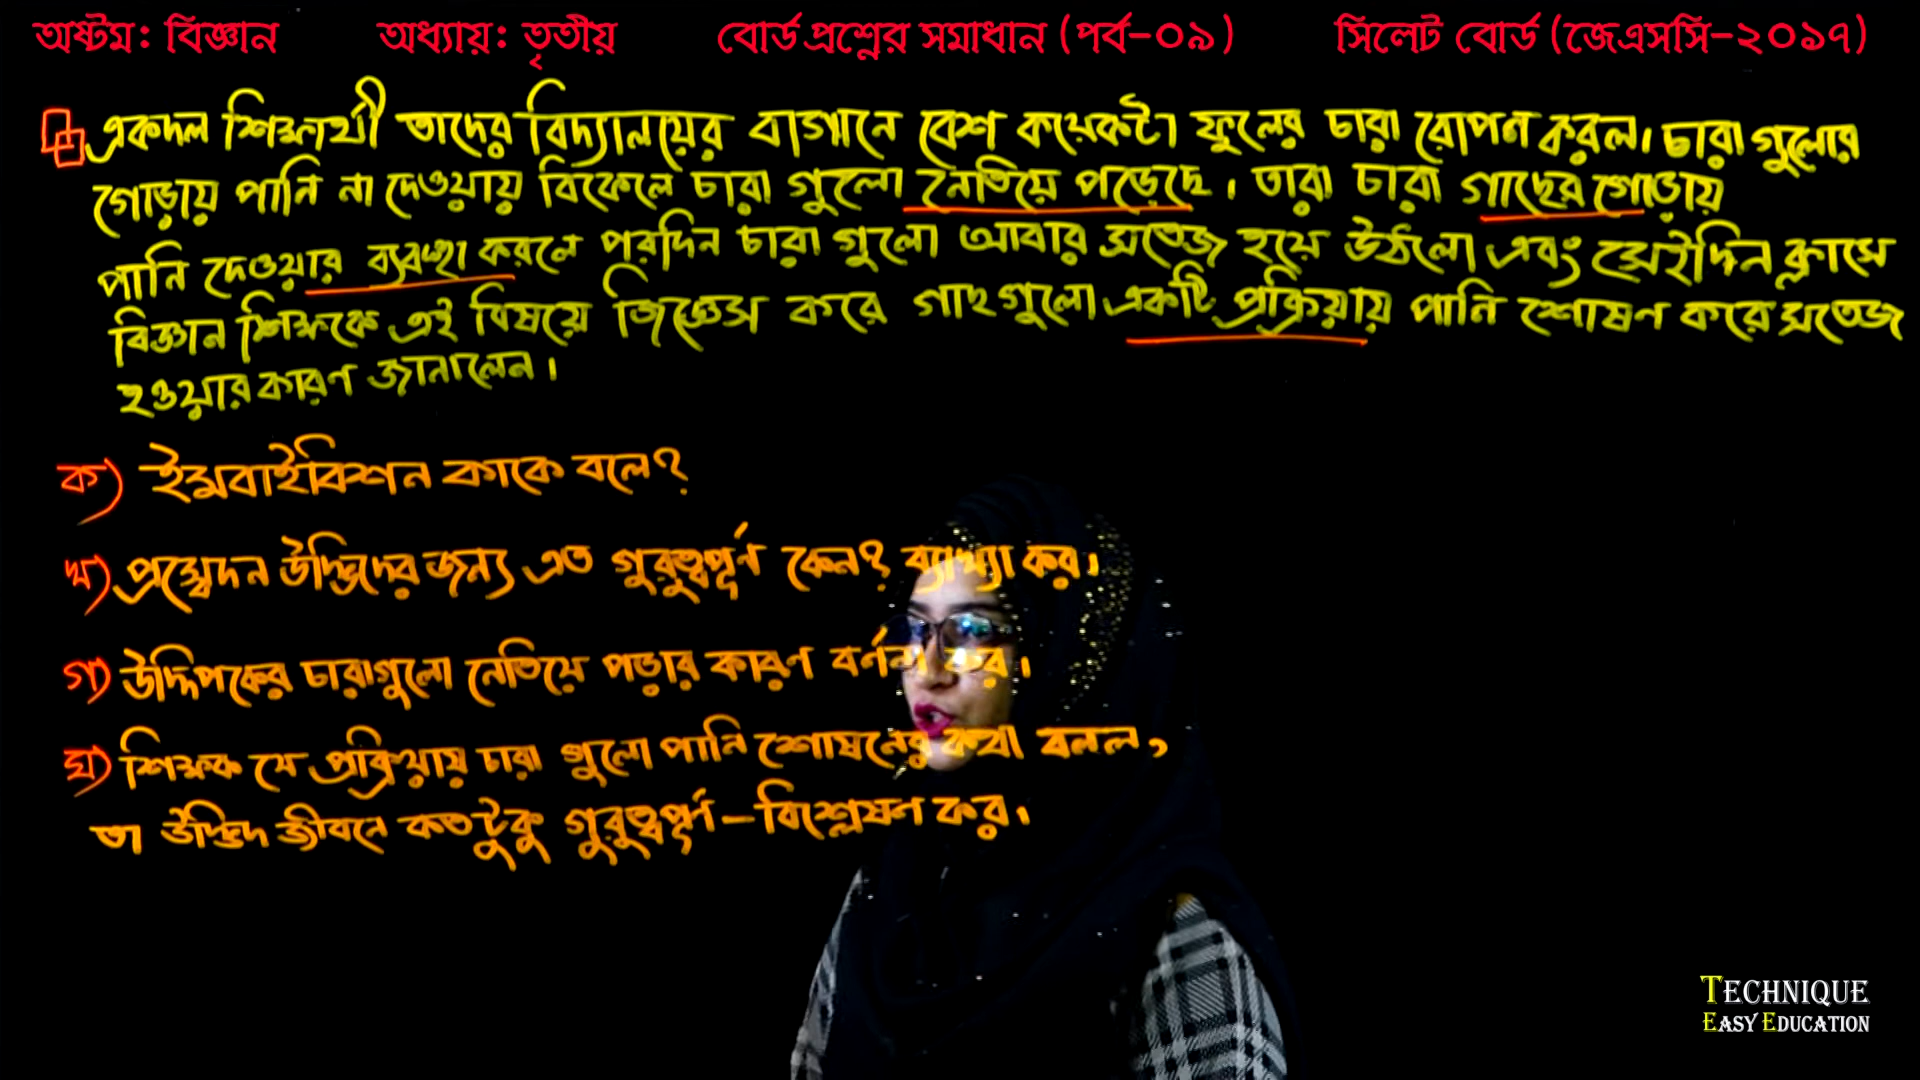 অষ্টম: বিজ্ঞান অধ্যায়: তৃতীয় বোর্ড প্রশ্নের সমাধান (পর্ব-০৯) সিলেট বোর্ড (জেএসসি-২০১৭)
একদল শিক্ষার্থী তাদের বিদ্যালয়ের বাগানে বেশ কয়েকটা ফুলের চারা রোপন করল। চারা গুলোর
গোড়ায় পানি না দেওয়ায় বিকেলে চারা গুলো নেতিয়ে পড়েছে। তারা চারা গাছের গোড়ায়
পানি দেওয়ার ব্যবস্থা করলে পরদিন চারা গুলো আবার সতেজ হয়ে উঠলো এবং সেইদিন ক্লাসে
বিজ্ঞান শিক্ষককে এই বিষয়ে জিজ্ঞেস করে গাছগুলো একটি প্রক্রিয়ায় পানি শোষণ করে সতেজ
হওয়ার কারণ জানালেন।
ক) ইমবাইবিশন কাকে বলে?
খ) প্রস্বেদন উদ্ভিদের জন্য এত গুরুত্বপূর্ণ কেন? ব্যাখ্যা কর।
গ) উদ্দিপকের চারাগুলো নেতিয়ে পড়ার কারণ বর্ণনা কর।
ঘ) শিক্ষক যে প্রক্রিয়ায় চারা গুলো পানি শোষনের কথা বলল,
তা উদ্ভিদ জীবনে কতটুকু গুরুত্বপূর্ণ - বিশ্লেষণ কর।
TECHNIQUE
EASY EDUCATION